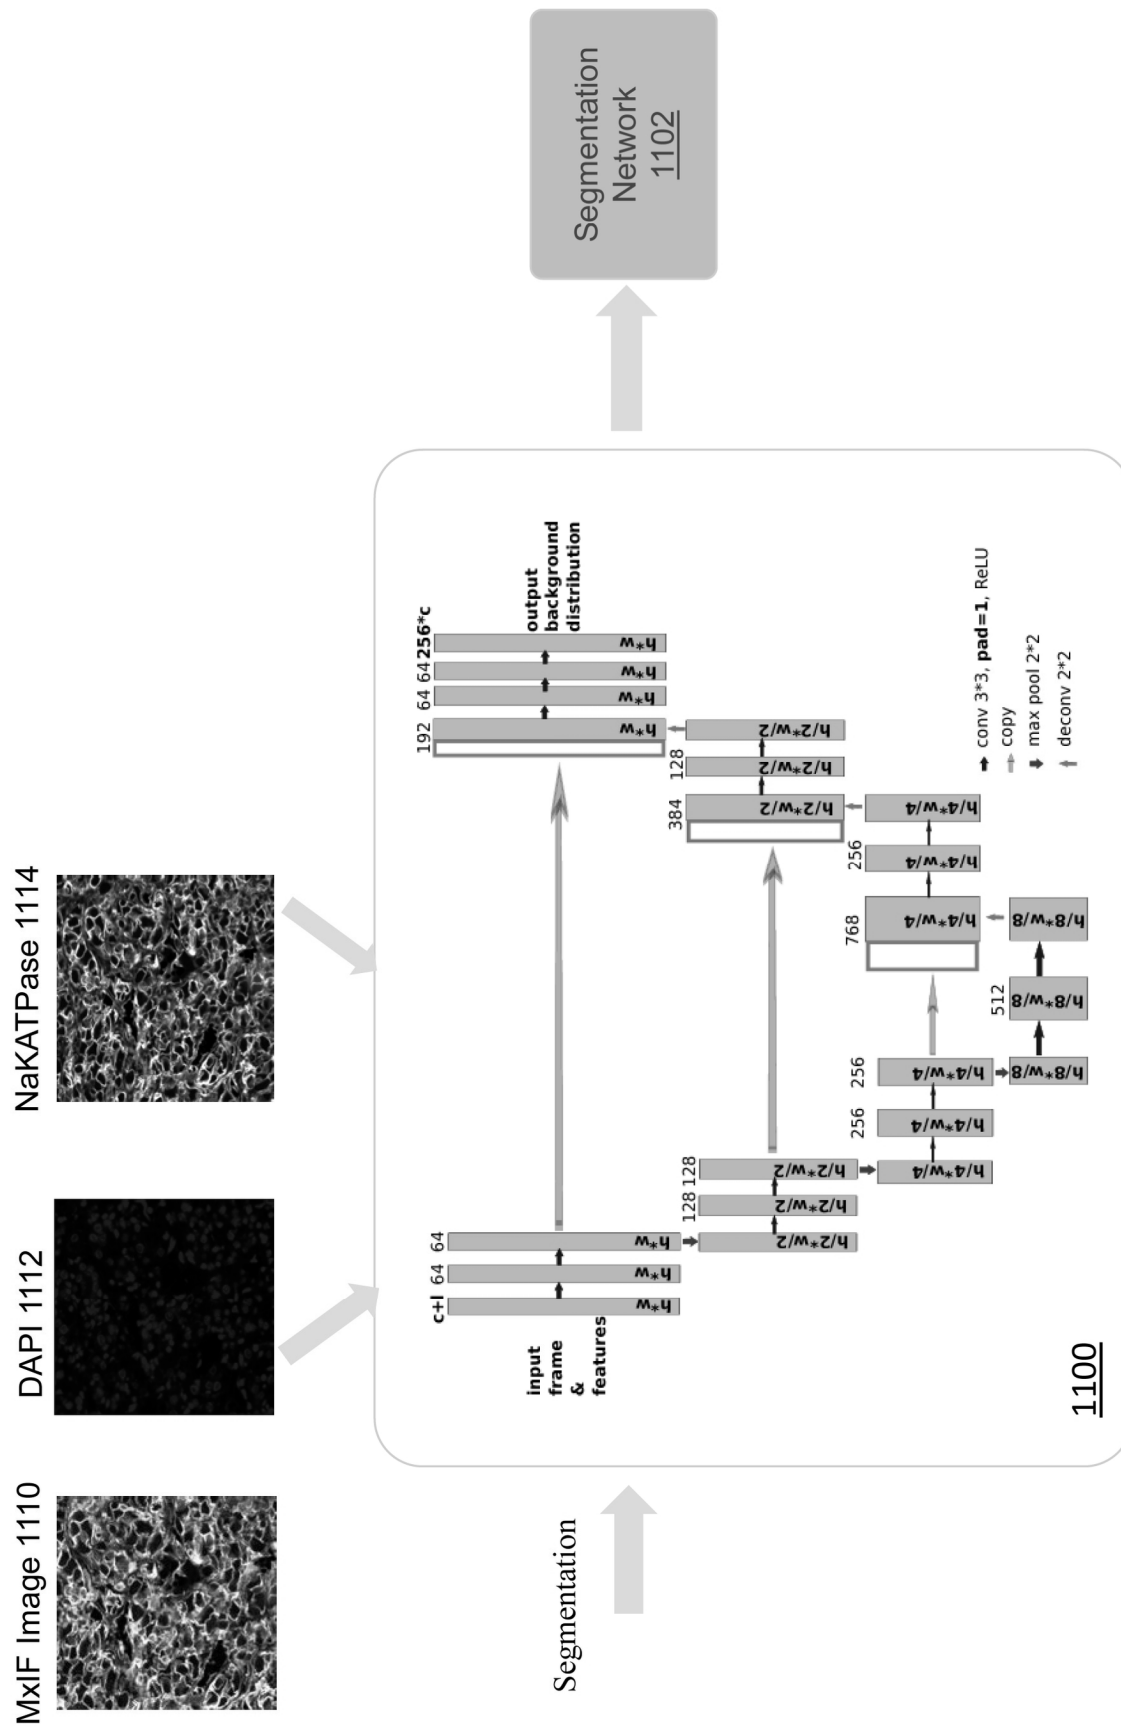 MxIF Image 1110
DAPI 1112
NaKATPase 1114
Segmentation
input
frame
&
features
c+l
64
64
h*w
h*w
h*w
128
128
h/2*w/2
h/2*w/2
h/2*w/2
256
256
h/4*w/4
h/4*w/4
h/4*w/4
512
h/8*w/8
h/8*w/8
h/8*w/8
768
256
h/4*w/4
h/4*w/4
h/4*w/4
384
128
h/2*w/2
h/2*w/2
h/2*w/2
192
64
64
256*c
h*w
h*w
h*w
h*w
output
background
distribution
conv 3*3, pad=1, ReLU
copy
max pool 2*2
deconv 2*2
1100
Segmentation
Network
1102